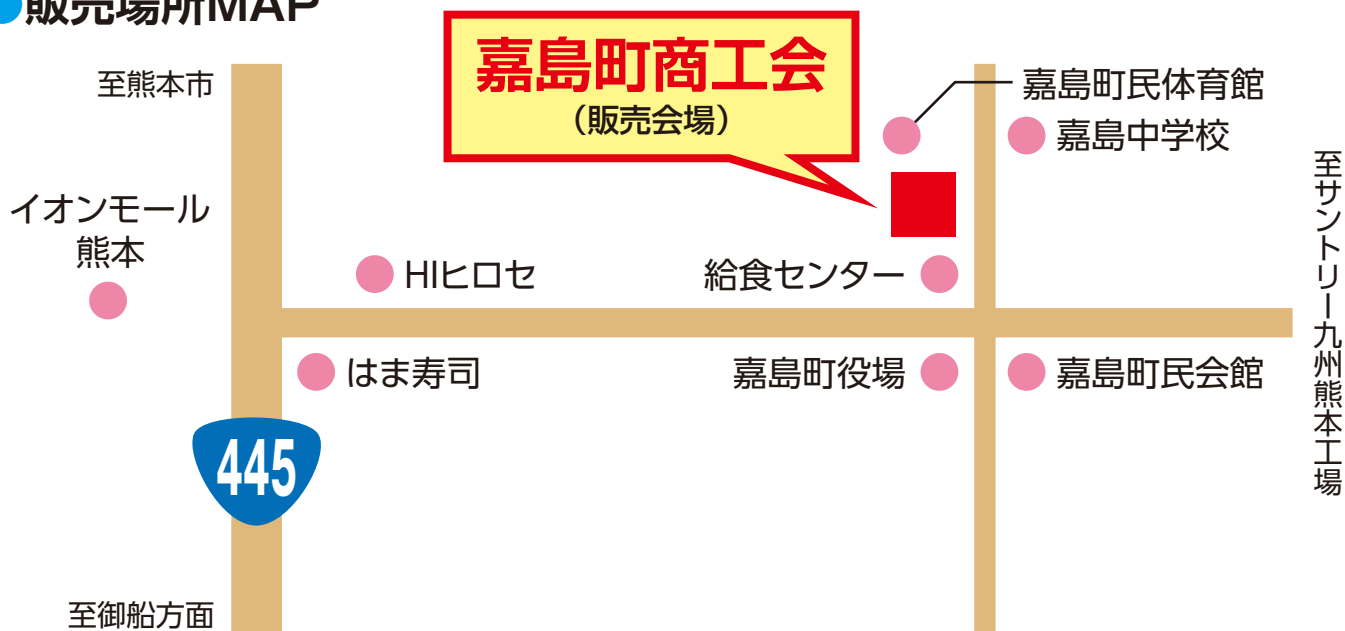 ●販売場所MAP
嘉島町商工会
（販売会場）
至熊本市
嘉島町民体育館
嘉島中学校
至サントリー九州熊本工場
イオンモール
熊本
HIヒロセ
給食センター
はま寿司
嘉島町役場
嘉島町民会館
445
至御船方面